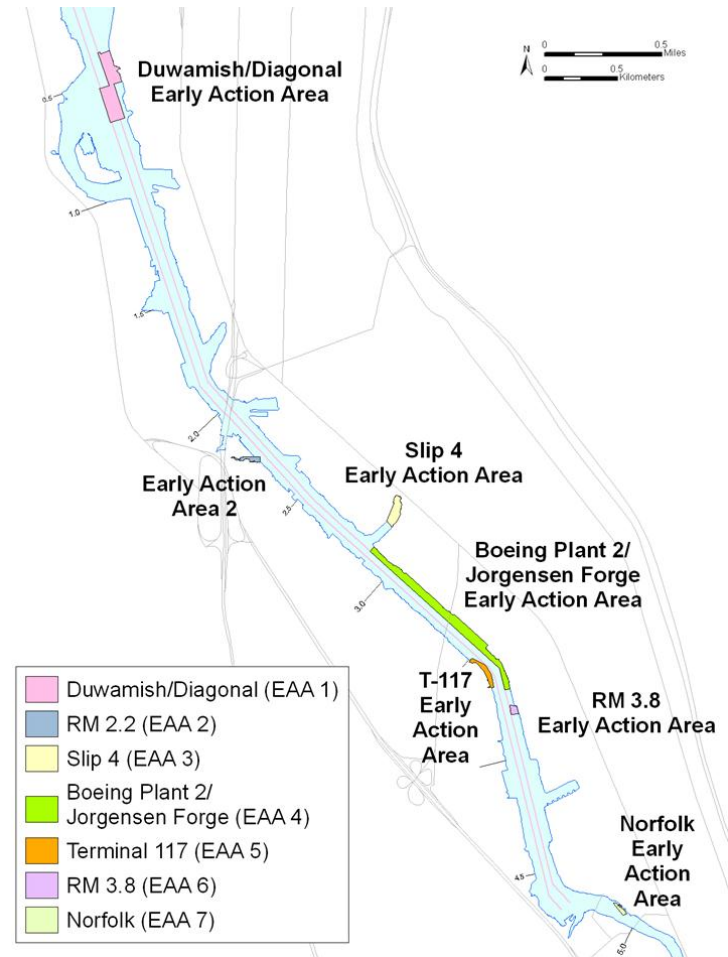 N
0
0.5
Miles
0
0.5
Kilometers
Duwamish/Diagonal
Early Action Area
0.5
1.0
1.5
2.0
Early Action
Area 2
2.5
Slip 4
Early Action Area
3.0
Boeing Plant 2/
Jorgensen Forge
Early Action Area
T-117
Early
Action
Area
RM 3.8
Early Action Area
Norfolk
Early
Action
Area
4.5
5.0
Duwamish/Diagonal (EAA 1)
RM 2.2 (EAA 2)
Slip 4 (EAA 3)
Boeing Plant 2/
Jorgensen Forge (EAA 4)
Terminal 117 (EAA 5)
RM 3.8 (EAA 6)
Norfolk (EAA 7)